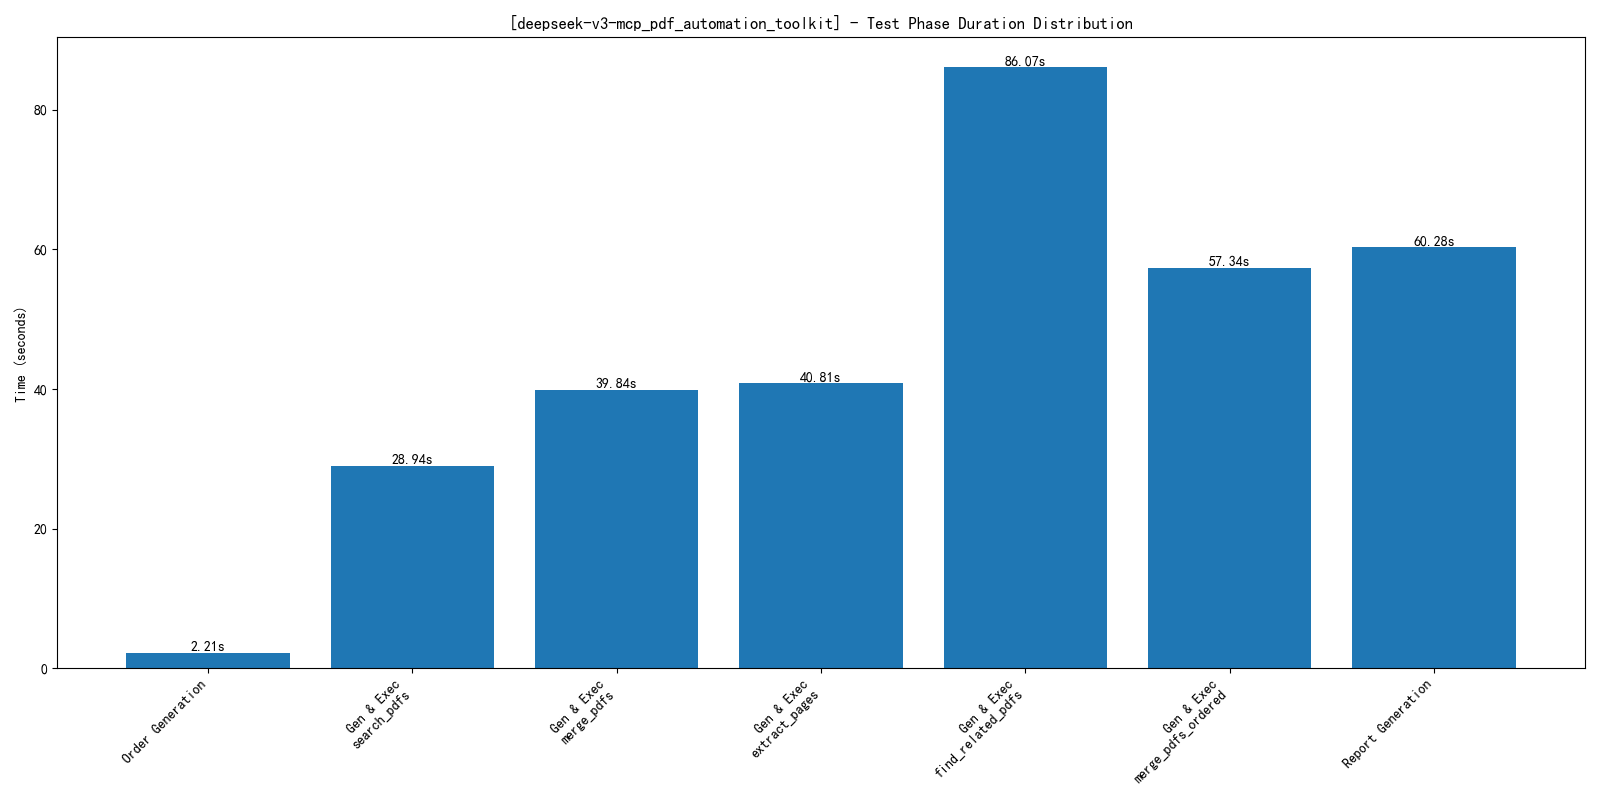 [deepseek-v3-mcp_pdf_automation_toolkit] - Test Phase Duration Distribution
Time (seconds)
80
60
40
20
0
2.21s
28.94s
39.84s
40.81s
86.07s
57.34s
60.28s
Order Generation
Gen & Exec
search_pdfs
Gen & Exec
merge_pdfs
Gen & Exec
extract_pages
Gen & Exec
find_related_pdfs
Gen & Exec
merge_pdfs_ordered
Report Generation